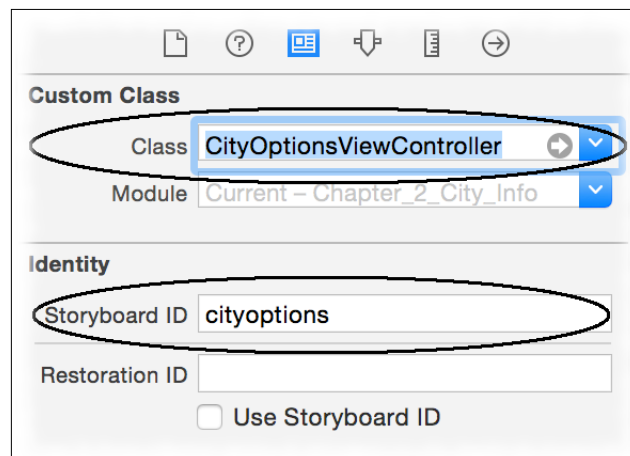 Custom Class
Class CityOptionsViewController
Module Current – Chapter_2_City_Info
Identity
Storyboard ID cityoptions
Restoration ID
Use Storyboard ID